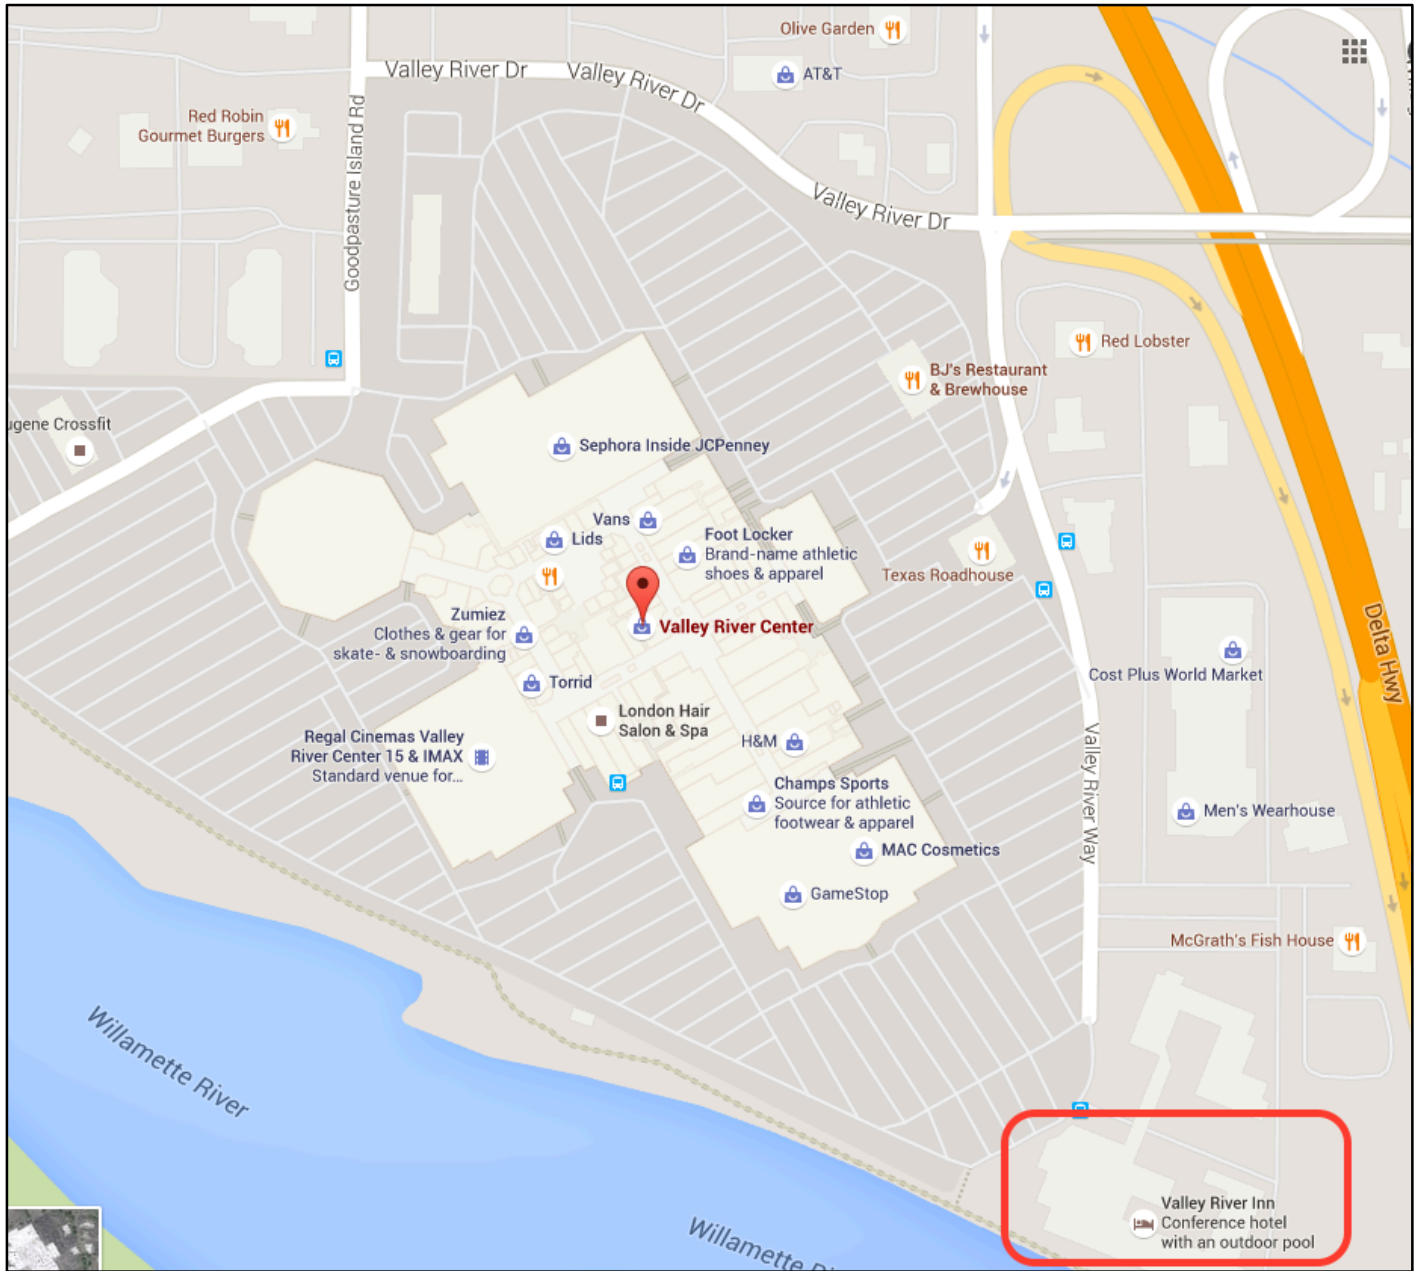 Olive Garden
AT&T
Valley River Dr
Valley River Dr
Red Robin
Gourmet Burgers
Goodpasture Island Rd
Valley River Dr
Red Lobster
BJ's Restaurant
& Brewhouse
ugene Crossfit
Sephora Inside JCPenney
Vans
Lids
Foot Locker
Brand-name athletic
shoes & apparel
Texas Roadhouse
Zumiez
Clothes & gear for
skate- & snowboarding
Valley River Center
Delta Hwy
Cost Plus World Market
Torrid
London Hair
Salon & Spa
Regal Cinemas Valley
River Center 15 & IMAX
Standard venue for...
H&M
Valley River Way
Champs Sports
Source for athletic
footwear & apparel
Men's Wearhouse
MAC Cosmetics
GameStop
McGrath's Fish House
Willamette River
Valley River Inn
Conference hotel
with an outdoor pool
Willamette Ri